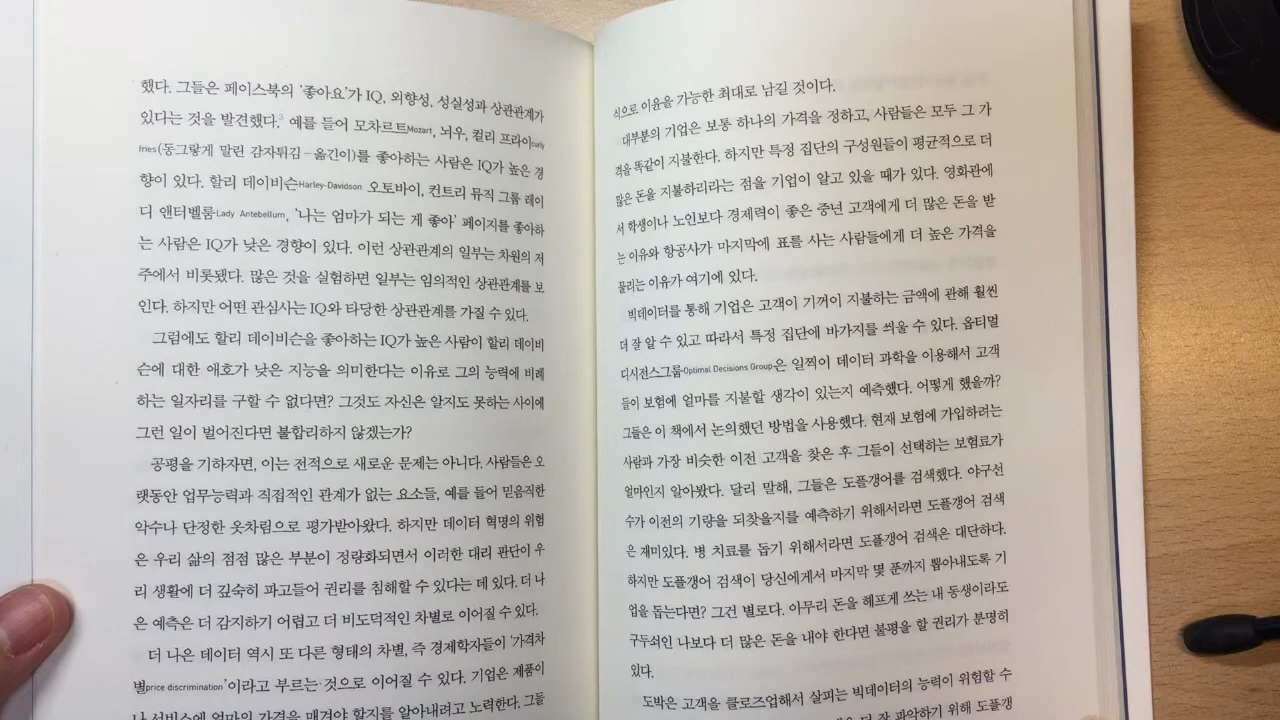 했다. 그들은 페이스북의 '좋아요'가 IQ, 외향성, 성실성과 상관관계가
있다는 것을 발견했다.³ 예를 들어 모차르트Mozart, 뇌우, 컬리 프라이curly
fries(동그랗게 말린 감자튀김-옮긴이)를 좋아하는 사람은 IQ가 높은 경
향이 있다. 할리 데이비슨Harley-Davidson 오토바이, 컨트리 뮤직 그룹 레이
디 앤터벨룸Lady Antebellum, '나는 엄마가 되는 게 좋아' 페이지를 좋아하
는 사람은 IQ가 낮은 경향이 있다. 이런 상관관계의 일부는 차원의 저
주에서 비롯됐다. 많은 것을 실험하면 일부는 임의적인 상관관계를 보
인다. 하지만 어떤 관심사는 IQ와 타당한 상관관계를 가질 수 있다.
그럼에도 할리 데이비슨을 좋아하는 IQ가 높은 사람이 할리 데이비
슨에 대한 애호가 낮은 지능을 의미한다는 이유로 그의 능력에 비례
하는 일자리를 구할 수 없다면? 그것도 자신은 알지도 못하는 사이에
그런 일이 벌어진다면 불합리하지 않겠는가?
공평을 기하자면, 이는 전적으로 새로운 문제는 아니다. 사람들은 오
랫동안 업무능력과 직접적인 관계가 없는 요소들, 예를 들어 믿음직한
악수나 단정한 옷차림으로 평가받아왔다. 하지만 데이터 혁명의 위험
은 우리 삶의 점점 많은 부분이 정량화되면서 이러한 대리 판단이 우
리 생활에 더 깊숙히 파고들어 권리를 침해할 수 있다는 데 있다. 더 나
은 예측은 더 감지하기 어렵고 더 비도덕적인 차별로 이어질 수 있다.
더 나은 데이터 역시 또 다른 형태의 차별, 즉 경제학자들이 '가격차
별price discrimination'이라고 부르는 것으로 이어질 수 있다. 기업은 제품이
나 서비스에 얼마의 가격을 매겨야 할지를 알아내려고 노력한다. 그들
식으로 이윤을 가능한 최대로 남길 것이다.
대부분의 기업은 보통 하나의 가격을 정하고, 사람들은 모두 그 가
격을 똑같이 지불한다. 하지만 특정 집단의 구성원들이 평균적으로 더
많은 돈을 지불하리라는 점을 기업이 알고 있을 때가 있다. 영화관에
서 학생이나 노인보다 경제력이 좋은 중년 고객에게 더 많은 돈을 받
는 이유와 항공사가 마지막에 표를 사는 사람들에게 더 높은 가격을
물리는 이유가 여기에 있다.
빅데이터를 통해 기업은 고객이 기꺼이 지불하는 금액에 관해 훨씬
더 잘 알 수 있고 따라서 특정 집단에 바가지를 씌울 수 있다. 옵티멀
디시전스그룹Optimal Decisions Group은 일찍이 데이터 과학을 이용해서 고객
들이 보험에 얼마를 지불할 생각이 있는지 예측했다. 어떻게 했을까?
그들은 이 책에서 논의했던 방법을 사용했다. 현재 보험에 가입하려는
사람과 가장 비슷한 이전 고객을 찾은 후 그들이 선택하는 보험료가
얼마인지 알아봤다. 달리 말해, 그들은 도플갱어를 검색했다. 야구선
수가 이전의 기량을 되찾을지를 예측하기 위해서라면 도플갱어 검색
은 재미있다. 병 치료를 돕기 위해서라면 도플갱어 검색은 대단하다.
하지만 도플갱어 검색이 당신에게서 마지막 몇 푼까지 뽑아내도록 기
업을 돕는다면? 그건 별로다. 아무리 돈을 헤프게 쓰는 내 동생이라도
구두쇠인 나보다 더 많은 돈을 내야 한다면 불평을 할 권리가 분명히
있다.
도박은 고객을 클로즈업해서 살피는 빅데이터의 능력이 위험할 수
더 잘 파악하기 위해 도플갱